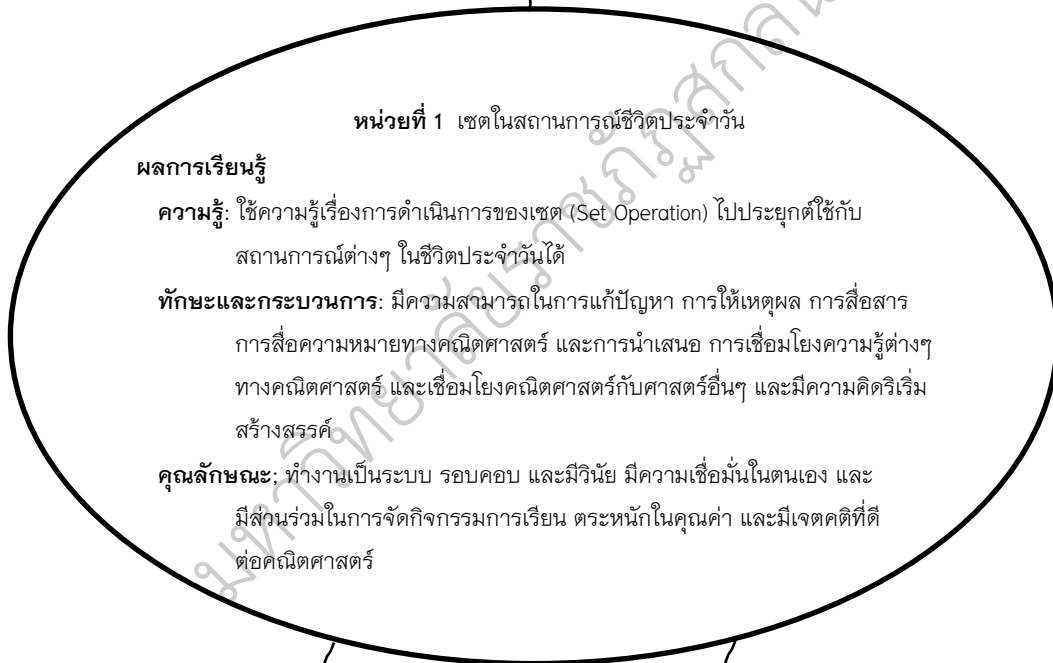 หน่วยที่ 1 เซตในสถานการณ์ชีวิตประจำวัน
ผลการเรียนรู้
ความรู้: ใช้ความรู้เรื่องการดำเนินการของเซต (Set Operation) ไปประยุกต์ใช้กับ
สถานการณ์ต่างๆ ในชีวิตประจำวันได้
ทักษะและกระบวนการ: มีความสามารถในการแก้ปัญหา การให้เหตุผล การสื่อสาร
การสื่อความหมายทางคณิตศาสตร์ และการนำเสนอ การเชื่อมโยงความรู้ต่างๆ
ทางคณิตศาสตร์ และเชื่อมโยงคณิตศาสตร์กับศาสตร์อื่นๆ และมีความคิดริเริ่ม
สร้างสรรค์
คุณลักษณะ; ทำงานเป็นระบบ รอบคอบ และมีวินัย มีความเชื่อมั่นในตนเอง และ
มีส่วนร่วมในการจัดกิจกรรมการเรียน ตระหนักในคุณค่า และมีเจตคติที่ดี
ต่อคณิตศาสตร์
มหาวิทยาลัยราชภัฏสกล